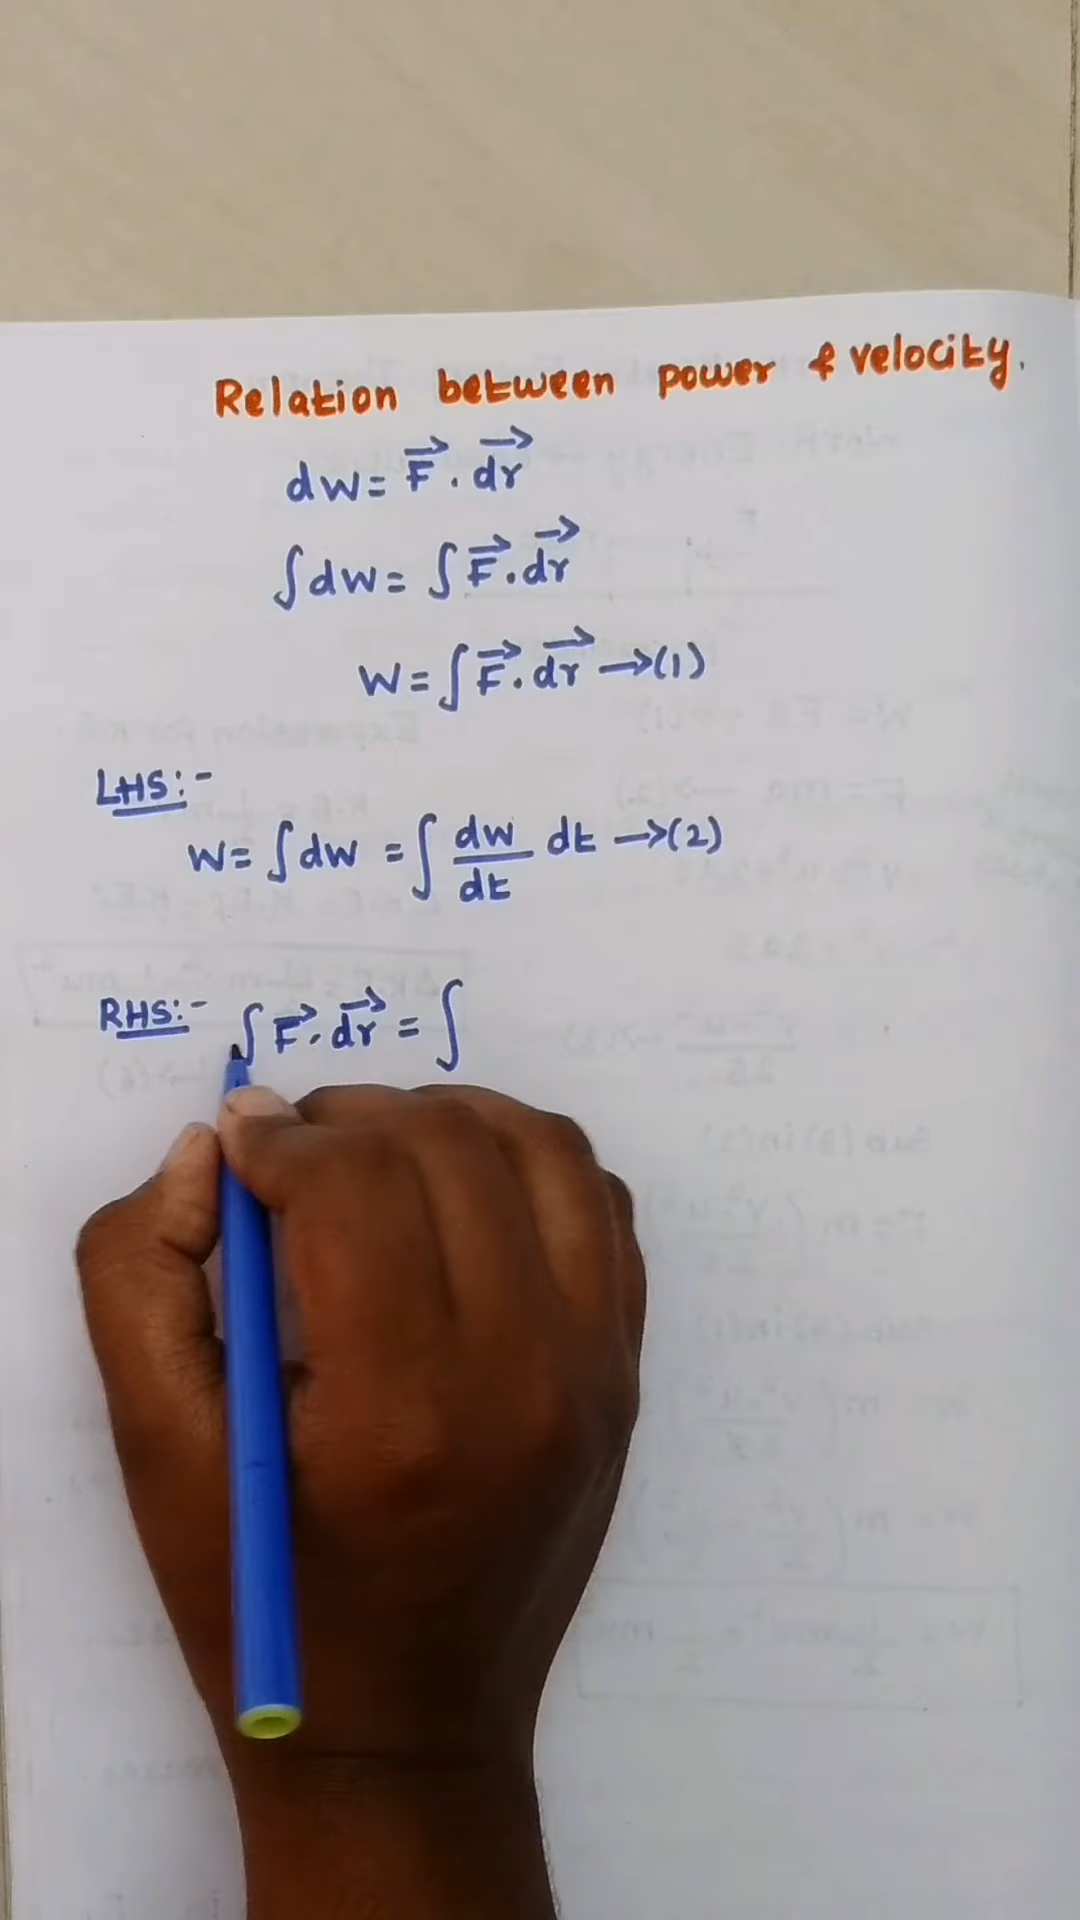 Relation between power & velocity.
dW = F⃗ . dr⃗
∫dW = ∫F⃗ . dr⃗
W = ∫F⃗ . dr⃗ →(1)
LHS:-
W = ∫dW = ∫ dW/dt dt →(2)
RHS:- ∫F⃗ . dr⃗ = ∫